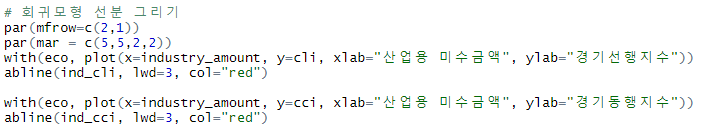 # 회귀모형 선분 그리기
par(mfrow=c(2,1))
par(mar = c(5,5,2,2))
with(eco, plot(x=industry_amount, y=cli, xlab="산업용 미수금액", ylab="경기선행지수"))
abline(ind_cli, lwd=3, col="red")
with(eco, plot(x=industry_amount, y=cci, xlab="산업용 미수금액", ylab="경기동행지수"))
abline(ind_cci, lwd=3, col="red")